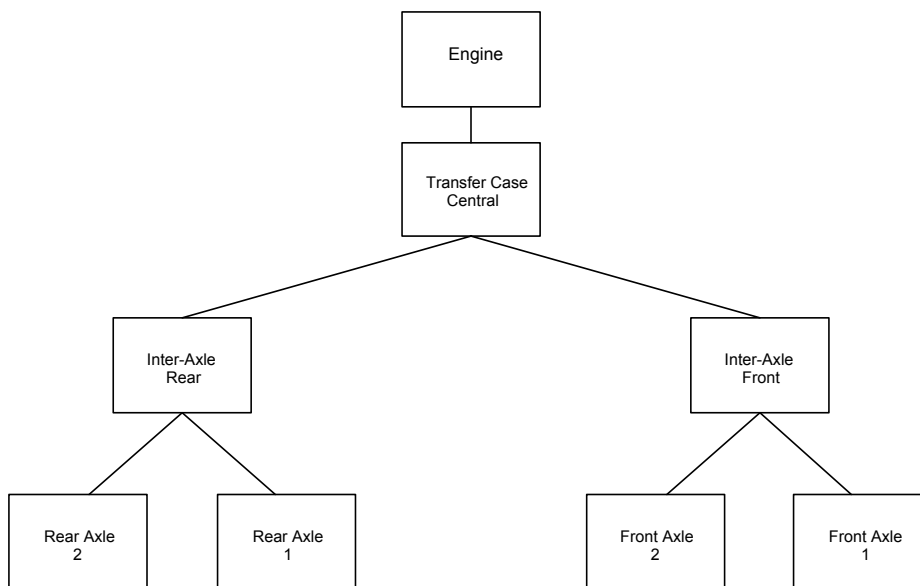 Engine
Transfer Case
Central
Inter-Axle
Rear
Inter-Axle
Front
Rear Axle
2
Rear Axle
1
Front Axle
2
Front Axle
1